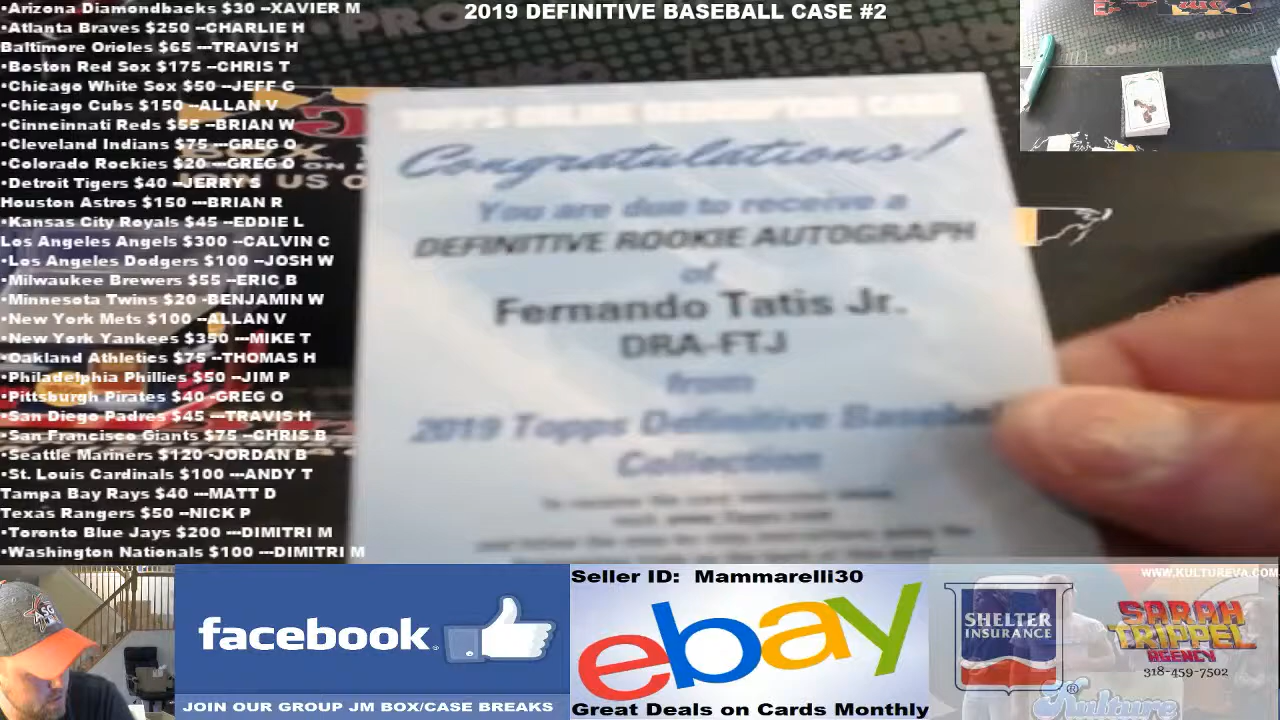 2019 DEFINITIVE BASEBALL CASE #2
•Arizona Diamondbacks $30 --XAVIER M
•Atlanta Braves $250 --CHARLIE H
Baltimore Orioles $65 ---TRAVIS H
•Boston Red Sox $175 --CHRIS T
•Chicago White Sox $50 --JEFF G
•Chicago Cubs $150 --ALLAN V
•Cinncinnati Reds $55 --BRIAN W
•Cleveland Indians $75 ---GREG O
•Colorado Rockies $20 --GREG O
•Detroit Tigers $40 --JERRY S
Houston Astros $150 ---BRIAN R
•Kansas City Royals $45 --EDDIE L
Los Angeles Angels $300 --CALVIN C
•Los Angeles Dodgers $100 --JOSH W
•Milwaukee Brewers $55 --ERIC B
•Minnesota Twins $20 -BENJAMIN W
•New York Mets $100 --ALLAN V
•New York Yankees $350 ---MIKE T
•Oakland Athletics $75 --THOMAS H
•Philadelphia Phillies $50 --JIM P
•Pittsburgh Pirates $40 -GREG O
•San Diego Padres $45 ---TRAVIS H
•San Francisco Giants $75 --CHRIS B
•Seattle Mariners $120 -JORDAN B
•St. Louis Cardinals $100 ---ANDY T
Tampa Bay Rays $40 ---MATT D
Texas Rangers $50 --NICK P
•Toronto Blue Jays $200 ---DIMITRI M
•Washington Nationals $100 ---DIMITRI M
JOIN US O
Congratulations!
You are due to receive a
DEFINITIVE ROOKIE AUTOGRAPH
of
Fernando Tatis Jr.
DRA-FTJ
from
2019 Topps Definitive Baseball
Collection
facebook
JOIN OUR GROUP JM BOX/CASE BREAKS
Seller ID: Mammarelli30
ebay
Great Deals on Cards Monthly
WWW.KULTUREVA.COM
SHELTER
INSURANCE
®
SARAH
TRIPPEL
AGENCY
318-459-7502
Kulture